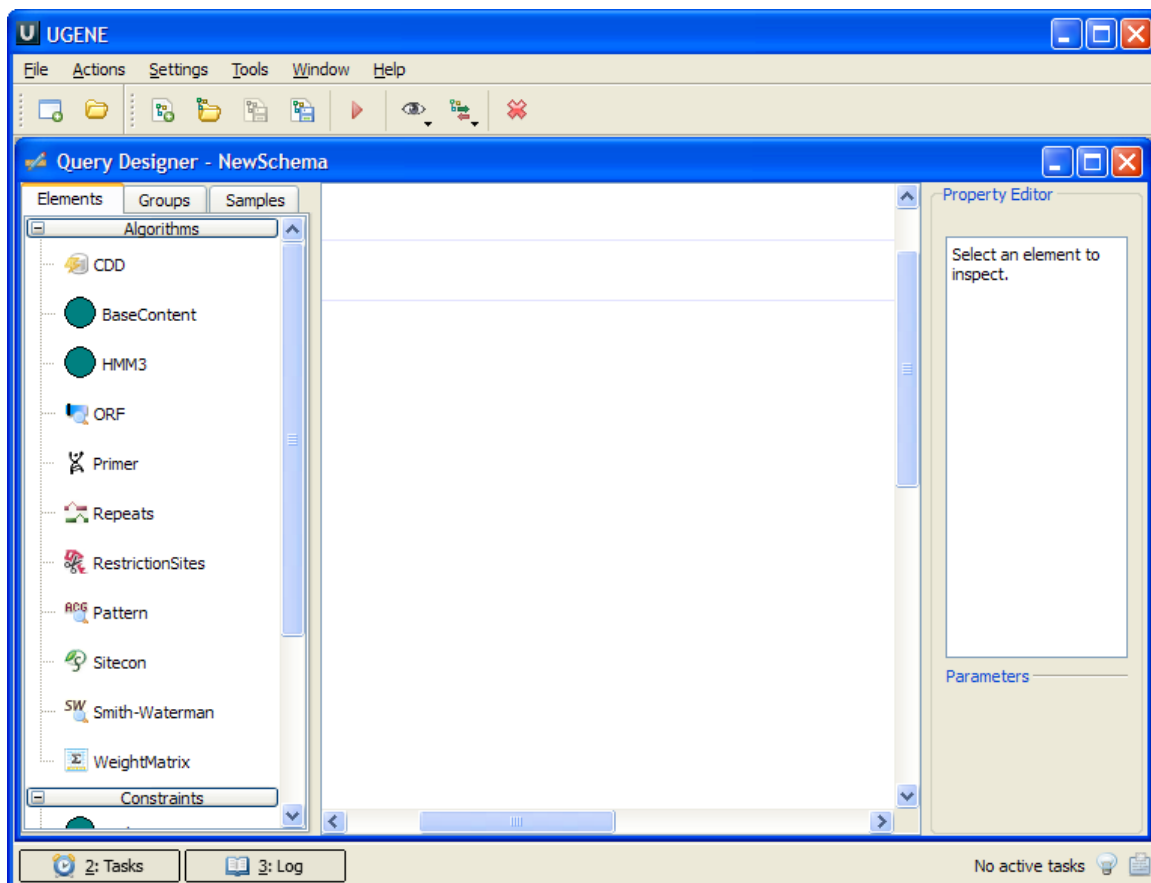 U UGENE
File Actions Settings Tools Window Help
Query Designer - NewSchema
Elements Groups Samples
Property Editor
Algorithms
Select an element to
inspect.
CDD
BaseContent
HMM3
ORF
Primer
Repeats
RestrictionSites
ACG Pattern
Sitecon
Parameters
SW Smith-Waterman
Σ WeightMatrix
Constraints
2: Tasks 3: Log No active tasks